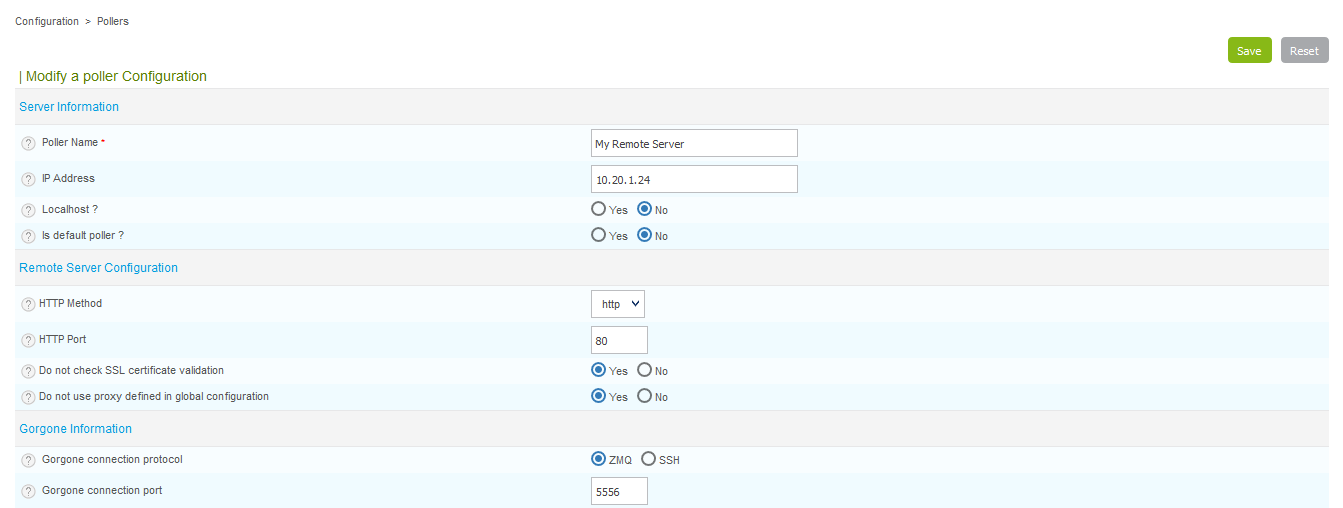 Configuration > Pollers
Save Reset
| Modify a poller Configuration
Server Information
? Poller Name * My Remote Server
? IP Address 10.20.1.24
? Localhost ? Yes No
? Is default poller ? Yes No
Remote Server Configuration
? HTTP Method http
? HTTP Port 80
? Do not check SSL certificate validation Yes No
? Do not use proxy defined in global configuration Yes No
Gorgone Information
? Gorgone connection protocol ZMQ SSH
? Gorgone connection port 5556